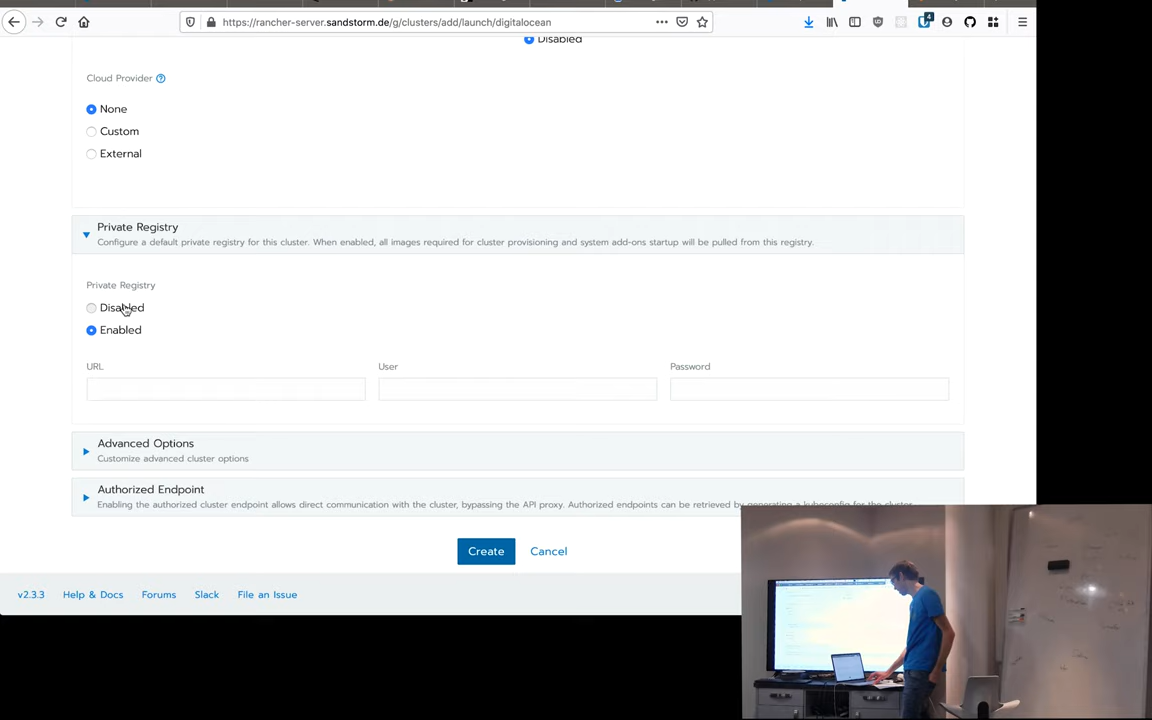 https://rancher-server.sandstorm.de/g/clusters/add/launch/digitalocean
4
Disabled
Cloud Provider
None
Custom
External
Private Registry
Configure a default private registry for this cluster. When enabled, all images required for cluster provisioning and system add-ons startup will be pulled from this registry.
Private Registry
Disabled
Enabled
URL User Password
Advanced Options
Customize advanced cluster options
Authorized Endpoint
Enabling the authorized cluster endpoint allows direct communication with the cluster, bypassing the API proxy. Authorized endpoints can be retrieved by generating a kubeconfig for the cluster.
Create Cancel
v2.3.3 Help & Docs Forums Slack File an Issue